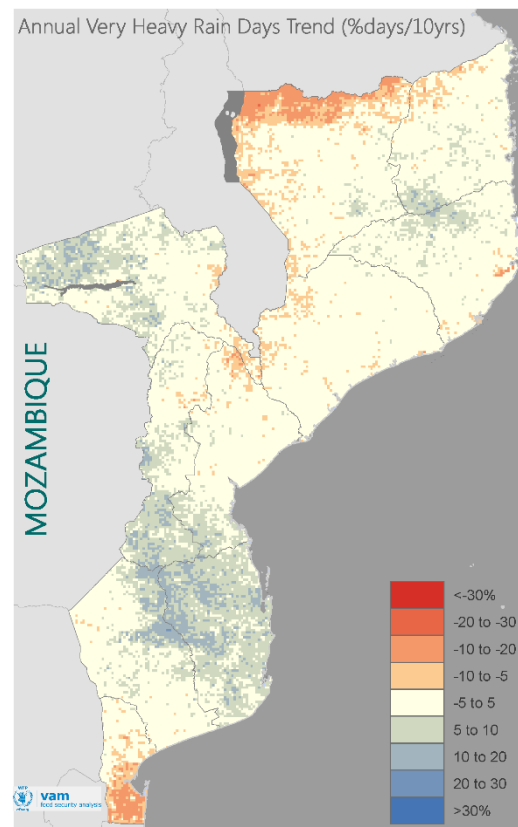 Annual Very Heavy Rain Days Trend (%days/10yrs)
MOZAMBIQUE
<-30%
-20 to -30
-10 to -20
-10 to -5
-5 to 5
5 to 10
10 to 20
20 to 30
>30%
vam
food security analysis